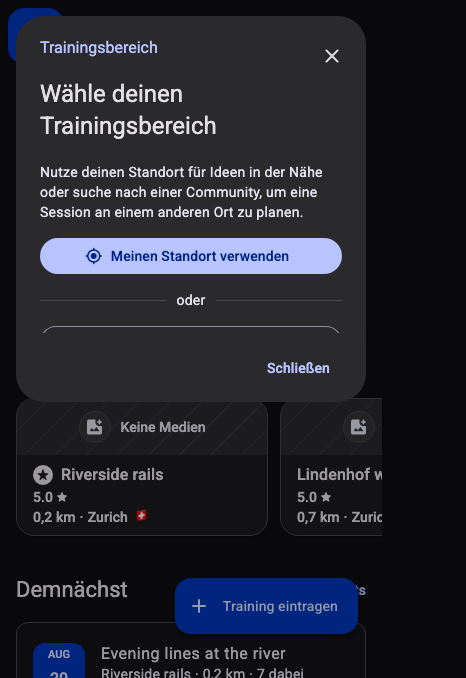 Trainingsbereich
Wähle deinen
Trainingsbereich
Nutze deinen Standort für Ideen in der Nähe
oder suche nach einer Community, um eine
Session an einem anderen Ort zu planen.
Meinen Standort verwenden
oder
Schließen
Keine Medien
Riverside rails
5.0
0,2 km · Zurich
Lindenhof
5.0
0,7 km ·
Demnächst
Training eintragen
AUG
20
Evening lines at the river
Riverside rails · 0,2 km · 7 dabei